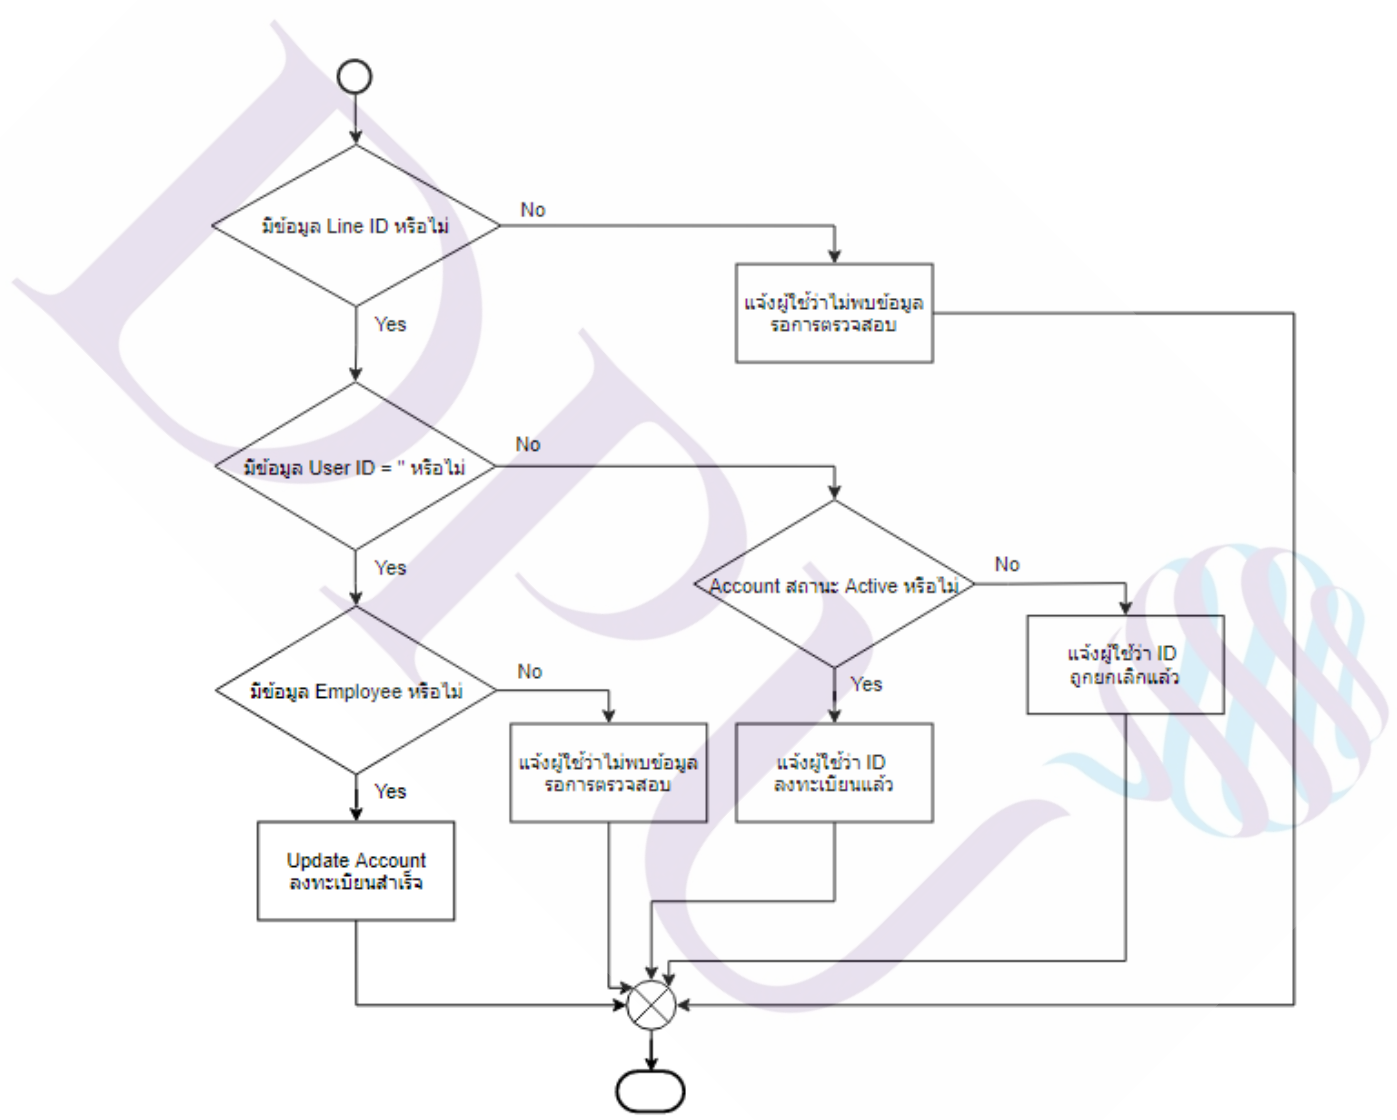 มีข้อมูล Line ID หรือไม่
No
แจ้งผู้ใช้ว่าไม่พบข้อมูล
รอการตรวจสอบ
Yes
มีข้อมูล User ID = '' หรือไม่
No
Yes
Account สถานะ Active หรือไม่
No
แจ้งผู้ใช้ว่า ID
ถูกยกเลิกแล้ว
มีข้อมูล Employee หรือไม่
No
Yes
แจ้งผู้ใช้ว่าไม่พบข้อมูล
รอการตรวจสอบ
แจ้งผู้ใช้ว่า ID
ลงทะเบียนแล้ว
Yes
Update Account
ลงทะเบียนสำเร็จ
DPU